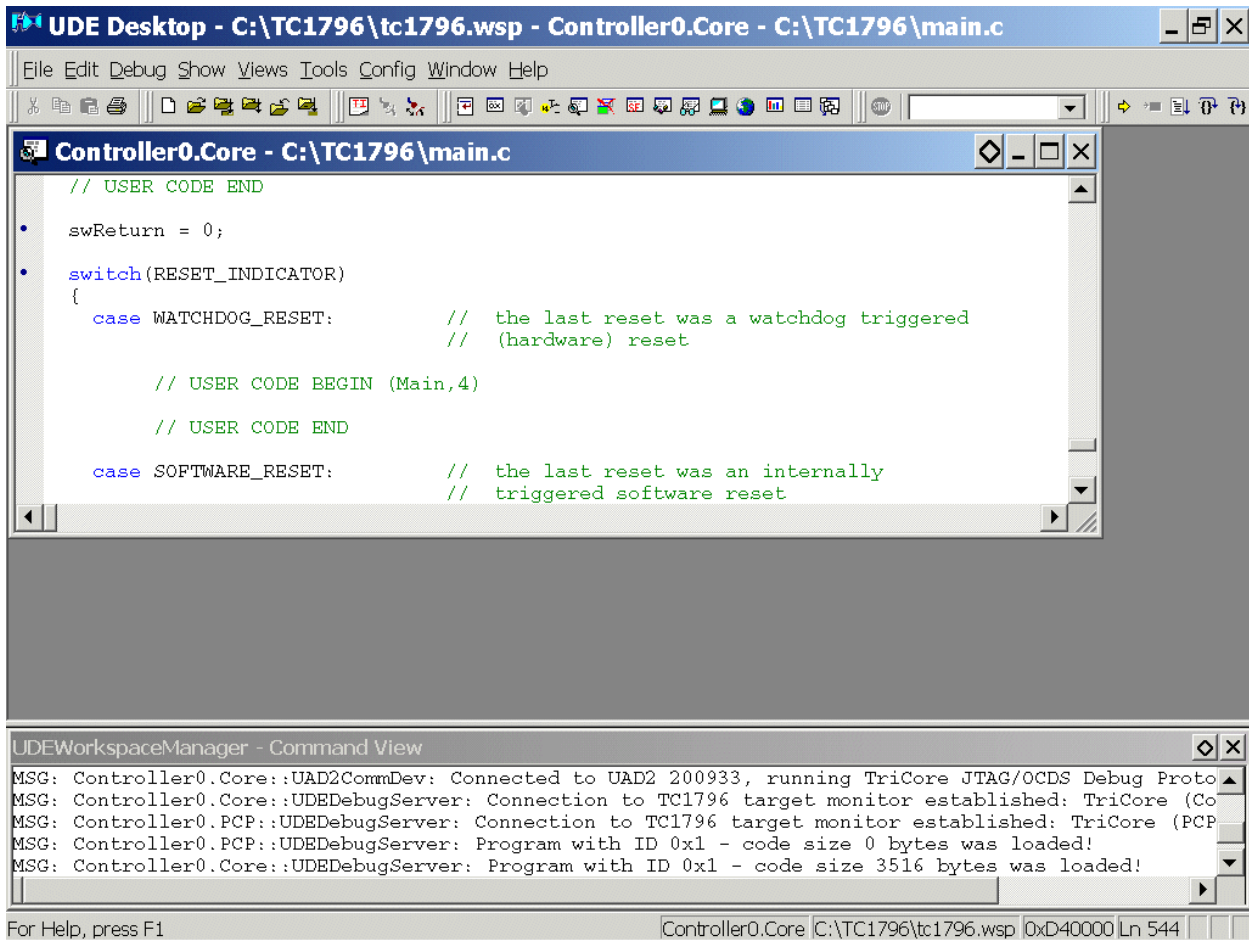 UDE Desktop - C:\TC1796\tc1796.wsp - Controller0.Core - C:\TC1796\main.c
File Edit Debug Show Views Tools Config Window Help
STOP
Controller0.Core - C:\TC1796\main.c
// USER CODE END
swReturn = 0;
switch(RESET_INDICATOR)
{
case WATCHDOG_RESET: // the last reset was a watchdog triggered
// (hardware) reset
// USER CODE BEGIN (Main,4)
// USER CODE END
case SOFTWARE_RESET: // the last reset was an internally
// triggered software reset
UDEWorkspaceManager - Command View
MSG: Controller0.Core::UAD2CommDev: Connected to UAD2 200933, running TriCore JTAG/OCDS Debug Proto
MSG: Controller0.Core::UDEDebugServer: Connection to TC1796 target monitor established: TriCore (Co
MSG: Controller0.PCP::UDEDebugServer: Connection to TC1796 target monitor established: TriCore (PCP
MSG: Controller0.PCP::UDEDebugServer: Program with ID 0x1 - code size 0 bytes was loaded!
MSG: Controller0.Core::UDEDebugServer: Program with ID 0x1 - code size 3516 bytes was loaded!
For Help, press F1 Controller0.Core C:\TC1796\tc1796.wsp 0xD40000 Ln 544